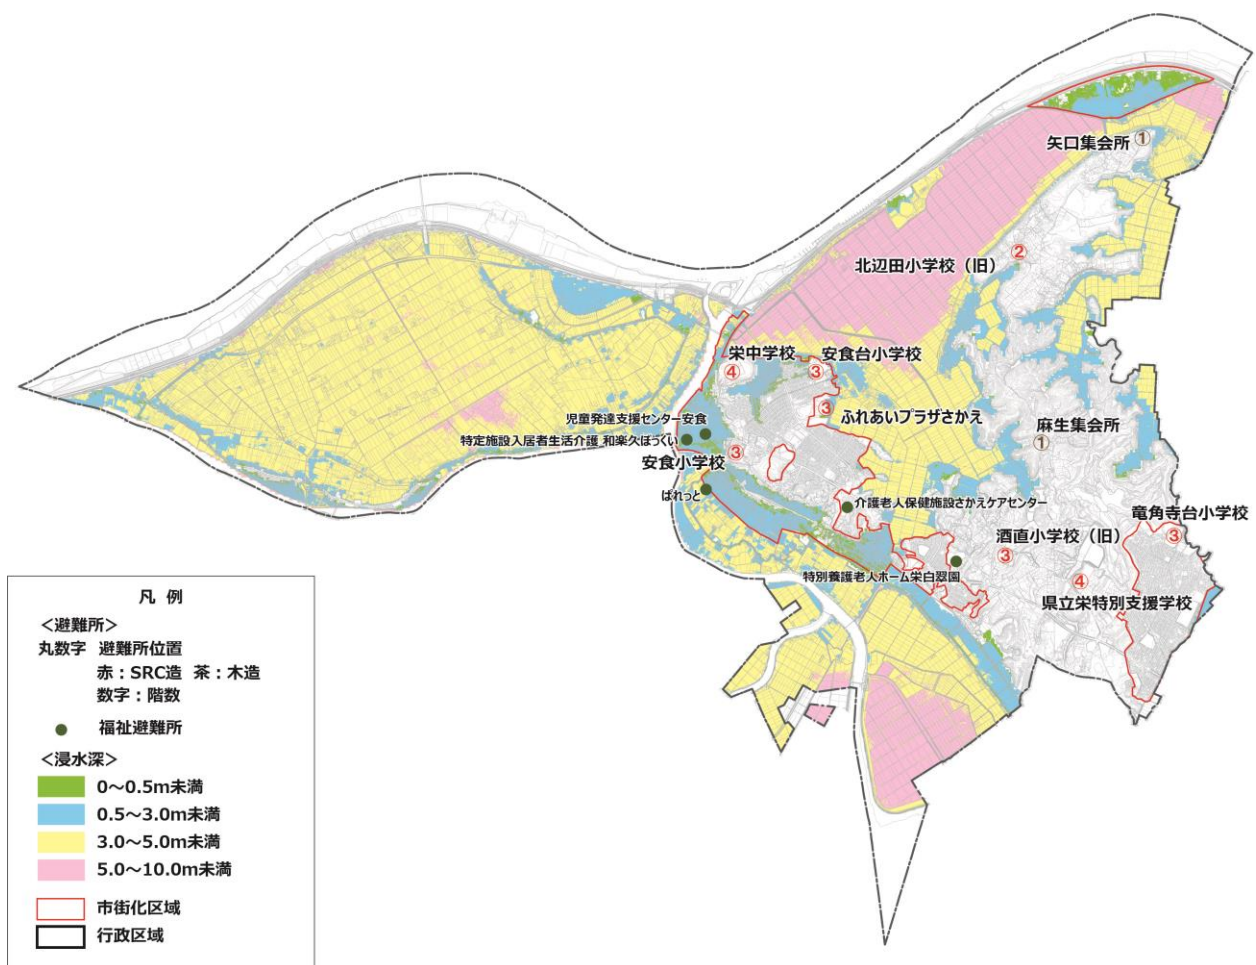 矢口集会所
①
②
北辺田小学校（旧）
栄中学校
④
安食台小学校
③
③
ふれあいプラザさかえ
児童発達支援センター安食
特定施設入居者生活介護 和楽久ぼっくい
安食小学校
③
麻生集会所
①
ぱれっと
介護老人保健施設さかえケアセンター
竜角寺台小学校
③
酒直小学校（旧）
③
特別養護老人ホーム栄白翠園
④
県立栄特別支援学校
凡 例
＜避難所＞
丸数字 避難所位置
赤：SRC造 茶：木造
数字：階数
福祉避難所
＜浸水深＞
0～0.5m未満
0.5～3.0m未満
3.0～5.0m未満
5.0～10.0m未満
市街化区域
行政区域